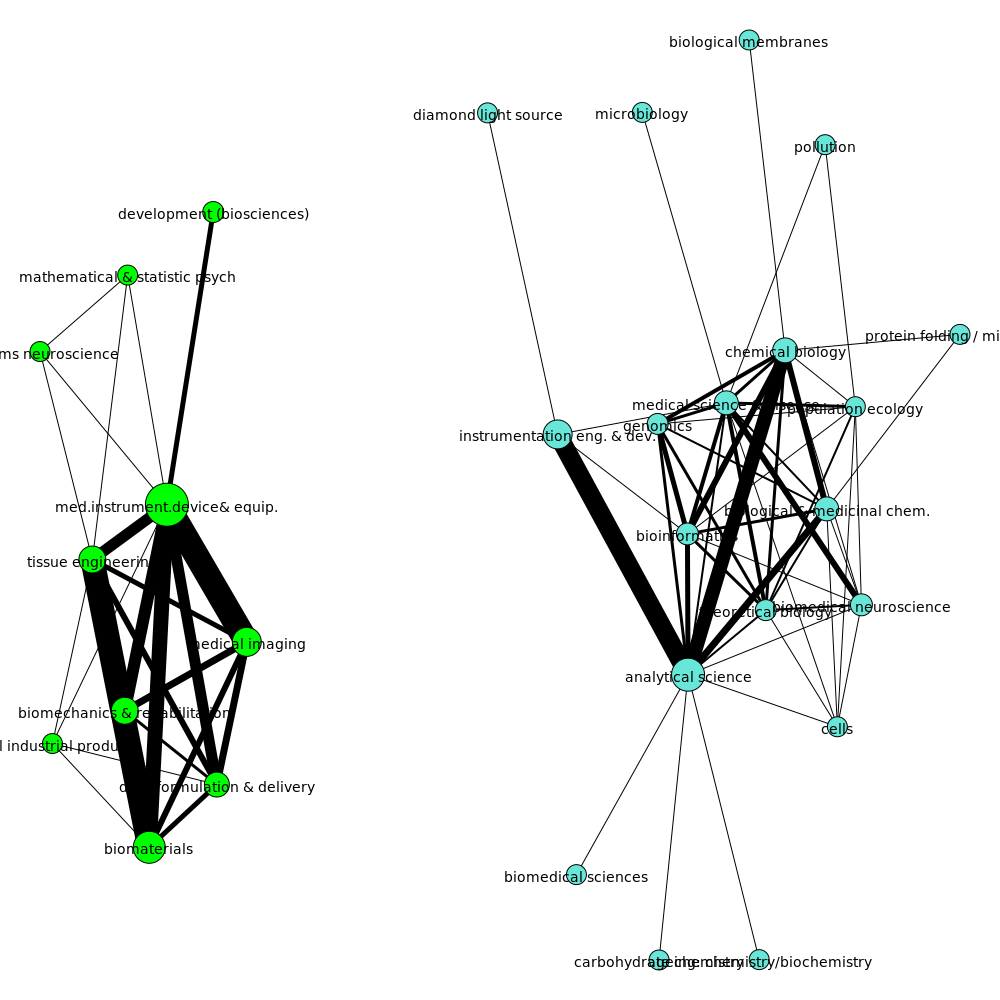 biological membranes
diamond light source
microbiology
pollution
development (biosciences)
mathematical & statistic psych
protein folding / mi
ms neuroscience
chemical biology
medical science &
population ecology
genomics
instrumentation eng. & dev.
med.instrument.device& equip.
biological & medicinal chem.
bioinformatics
tissue engineering
biomedical neuroscience
theoretical biology
medical imaging
analytical science
biomechanics & rehabilitation
cells
l industrial produ
drug formulation & delivery
biomaterials
biomedical sciences
carbohydrate chemistry
ageing: chemistry/biochemistry